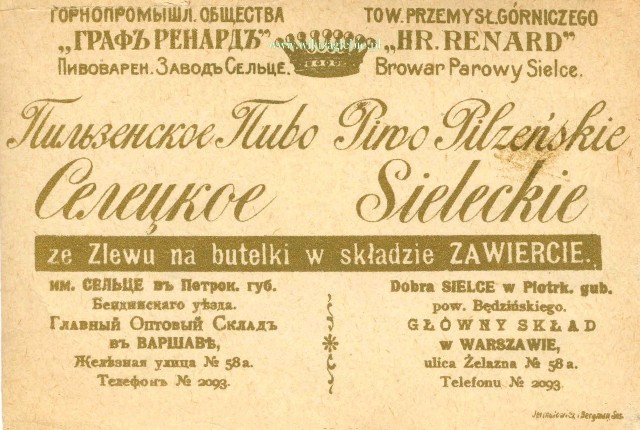 ГОРНОПРОМЫШЛ. ОБЩЕСТВА
„ГРАФЪ РЕНАРДЪ”
Пивоварен. Заводъ Сельце.
TOW. PRZEMYSŁ. GÓRNICZEGO
„HR. RENARD”
Browar Parowy Sielce.
Пильзенское Пиво
Селецкое
Piwo Pilzeńskie
Sieleckie
ze Zlewu na butelki w składzie ZAWIERCIE.
им. СЕЛЬЦЕ въ Петрок. губ.
Бендинскаго уѣзда.
Главный Оптовый Складъ
въ ВАРШАВѢ,
Желѣзная улица № 58 а.
Телефонъ № 2093.
Dobra SIELCE w Piotrk. gub.
pow. Będzińskiego.
GŁÓWNY SKŁAD
w WARSZAWIE,
ulica Żelazna № 58 a.
Telefonu № 2093.